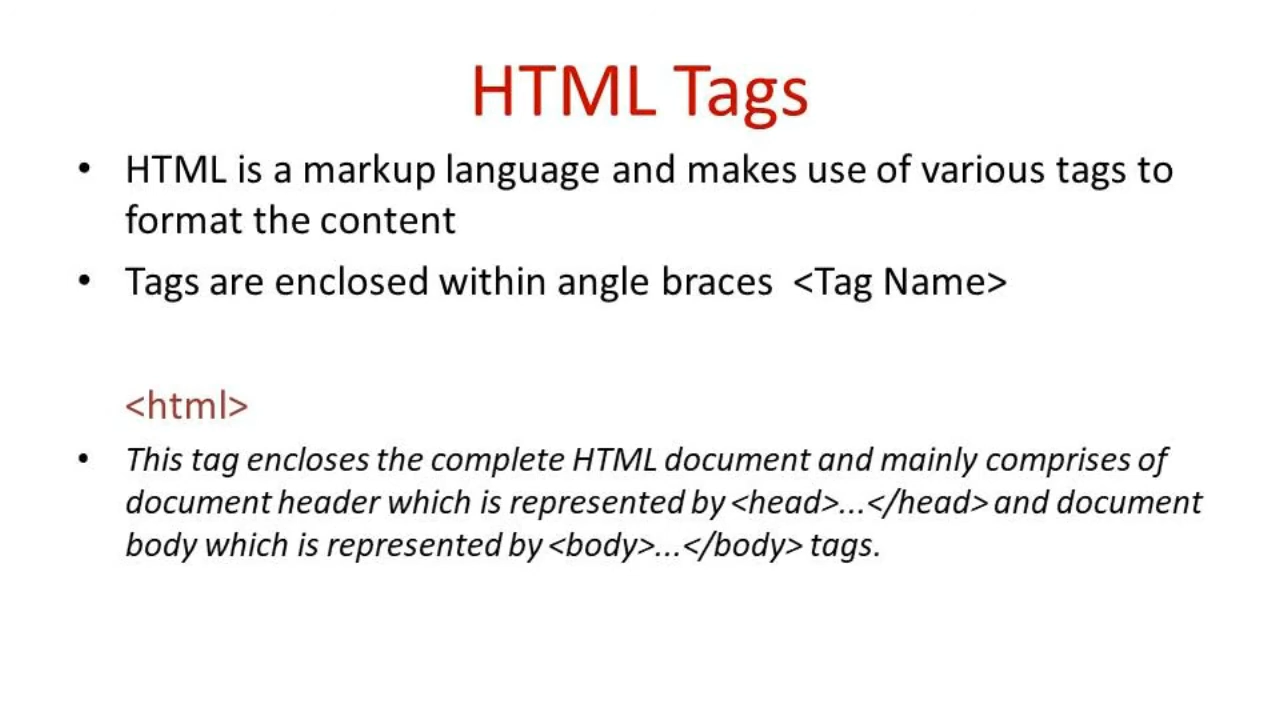 HTML Tags
• HTML is a markup language and makes use of various tags to
format the content
• Tags are enclosed within angle braces <Tag Name>
<html>
• This tag encloses the complete HTML document and mainly comprises of
document header which is represented by <head>...</head> and document
body which is represented by <body>...</body> tags.